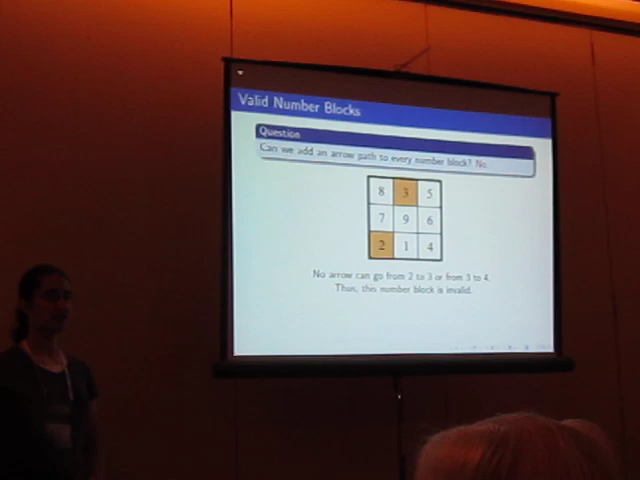 Valid Number Blocks
Question
Can we add an arrow path to every number block? No.
8 3 5
7 9 6
2 1 4
No arrow can go from 2 to 3 or from 3 to 4.
Thus, this number block is invalid.